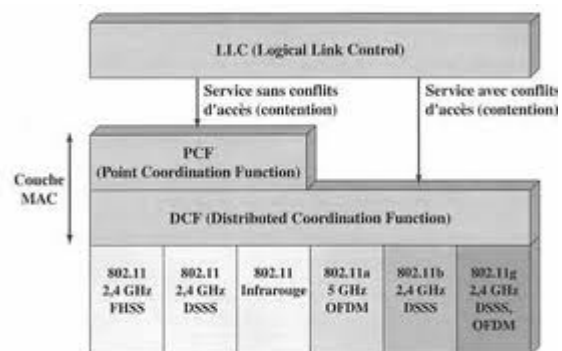 LLC (Logical Link Control)
Service sans conflits
d'accès (contention)
Service avec conflits
d'accès (contention)
PCF
(Point Coordination Function)
Couche
MAC
DCF (Distributed Coordination Function)
802.11
2,4 GHz
FHSS
802.11
2,4 GHz
DSSS
802.11
Infrarouge
802.11a
5 GHz
OFDM
802.11b
2,4 GHz
DSSS
802.11g
2,4 GHz
DSSS,
OFDM